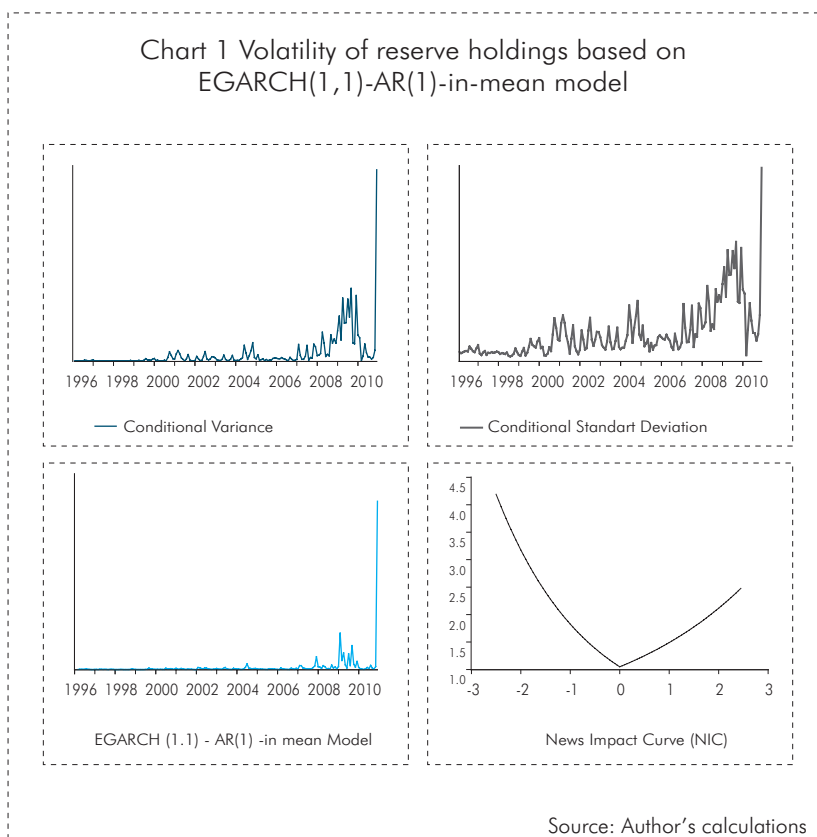 Chart 1 Volatility of reserve holdings based on
EGARCH(1,1)-AR(1)-in-mean model
1996 1998 2000 2002 2004 2006 2008 2010
Conditional Variance
1996 1998 2000 2002 2004 2006 2008 2010
Conditional Standart Deviation
1996 1998 2000 2002 2004 2006 2008 2010
EGARCH (1.1) - AR(1) -in mean Model
4.5
4.0
3.5
3.0
2.5
2.0
1.5
1.0
-3 -2 -1 0 1 2 3
News Impact Curve (NIC)
Source: Author's calculations